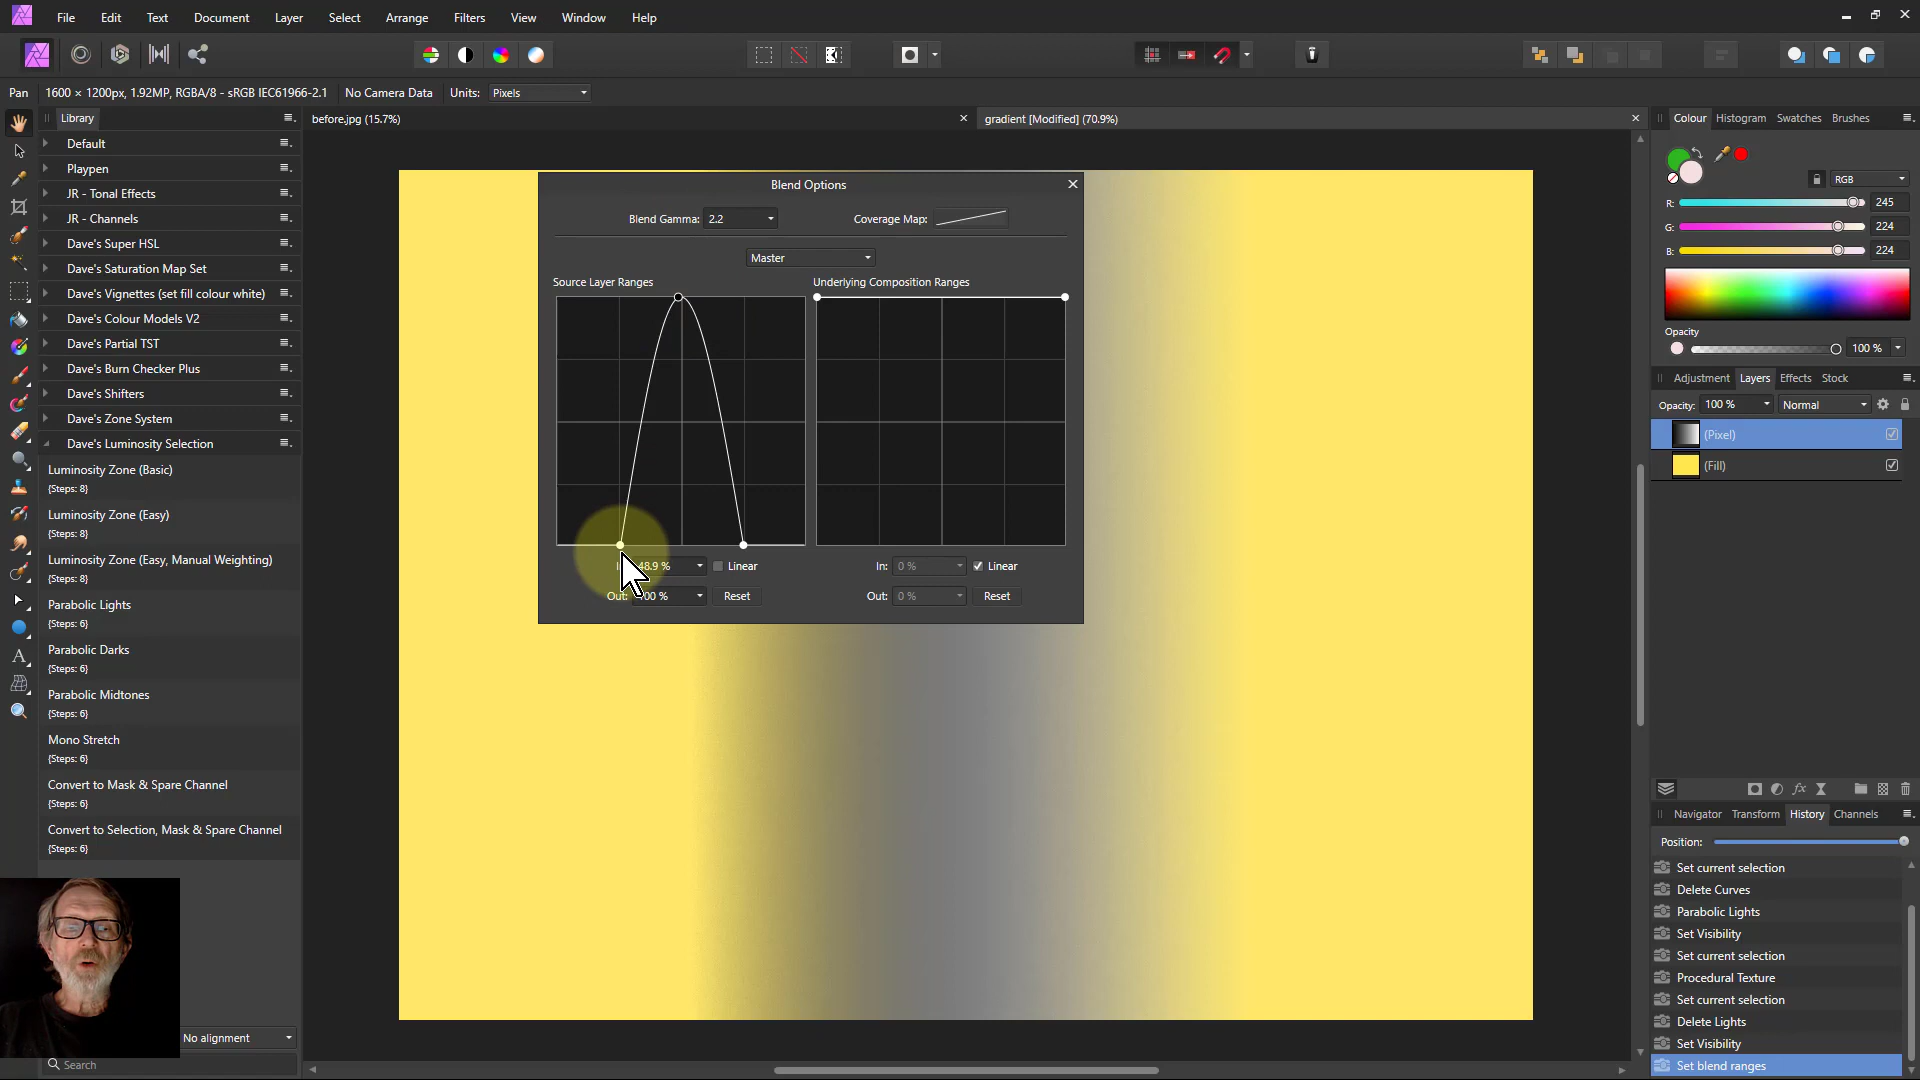 File Edit Text Document Layer Select Arrange Filters View Window Help
Pan 1600 × 1200px, 1.92MP, RGBA/8 - sRGB IEC61966-2.1 No Camera Data Units: Pixels
Library
before.jpg (15.7%)
gradient [Modified] (70.9%)
Default
Playpen
JR - Tonal Effects
JR - Channels
Dave's Super HSL
Dave's Saturation Map Set
Dave's Vignettes (set fill colour white)
Dave's Colour Models V2
Dave's Partial TST
Dave's Burn Checker Plus
Dave's Shifters
Dave's Zone System
Dave's Luminosity Selection
Luminosity Zone (Basic)
{Steps: 8}
Luminosity Zone (Easy)
{Steps: 8}
Luminosity Zone (Easy, Manual Weighting)
{Steps: 8}
Parabolic Lights
{Steps: 6}
Parabolic Darks
{Steps: 6}
Parabolic Midtones
{Steps: 6}
Mono Stretch
{Steps: 6}
Convert to Mask & Spare Channel
{Steps: 6}
Convert to Selection, Mask & Spare Channel
{Steps: 6}
No alignment
Search
Blend Options
Blend Gamma: 2.2 Coverage Map:
Master
Source Layer Ranges Underlying Composition Ranges
48.9 % Linear In: 0 % Linear
Out: Reset Out: 0 % Reset
Colour Histogram Swatches Brushes
RGB
R: 245
G: 224
B: 224
Opacity
100 %
Adjustment Layers Effects Stock
Opacity: 100 % Normal
(Pixel)
(Fill)
Navigator Transform History Channels
Position:
Set current selection
Delete Curves
Parabolic Lights
Set Visibility
Set current selection
Procedural Texture
Set current selection
Delete Lights
Set Visibility
Set blend ranges